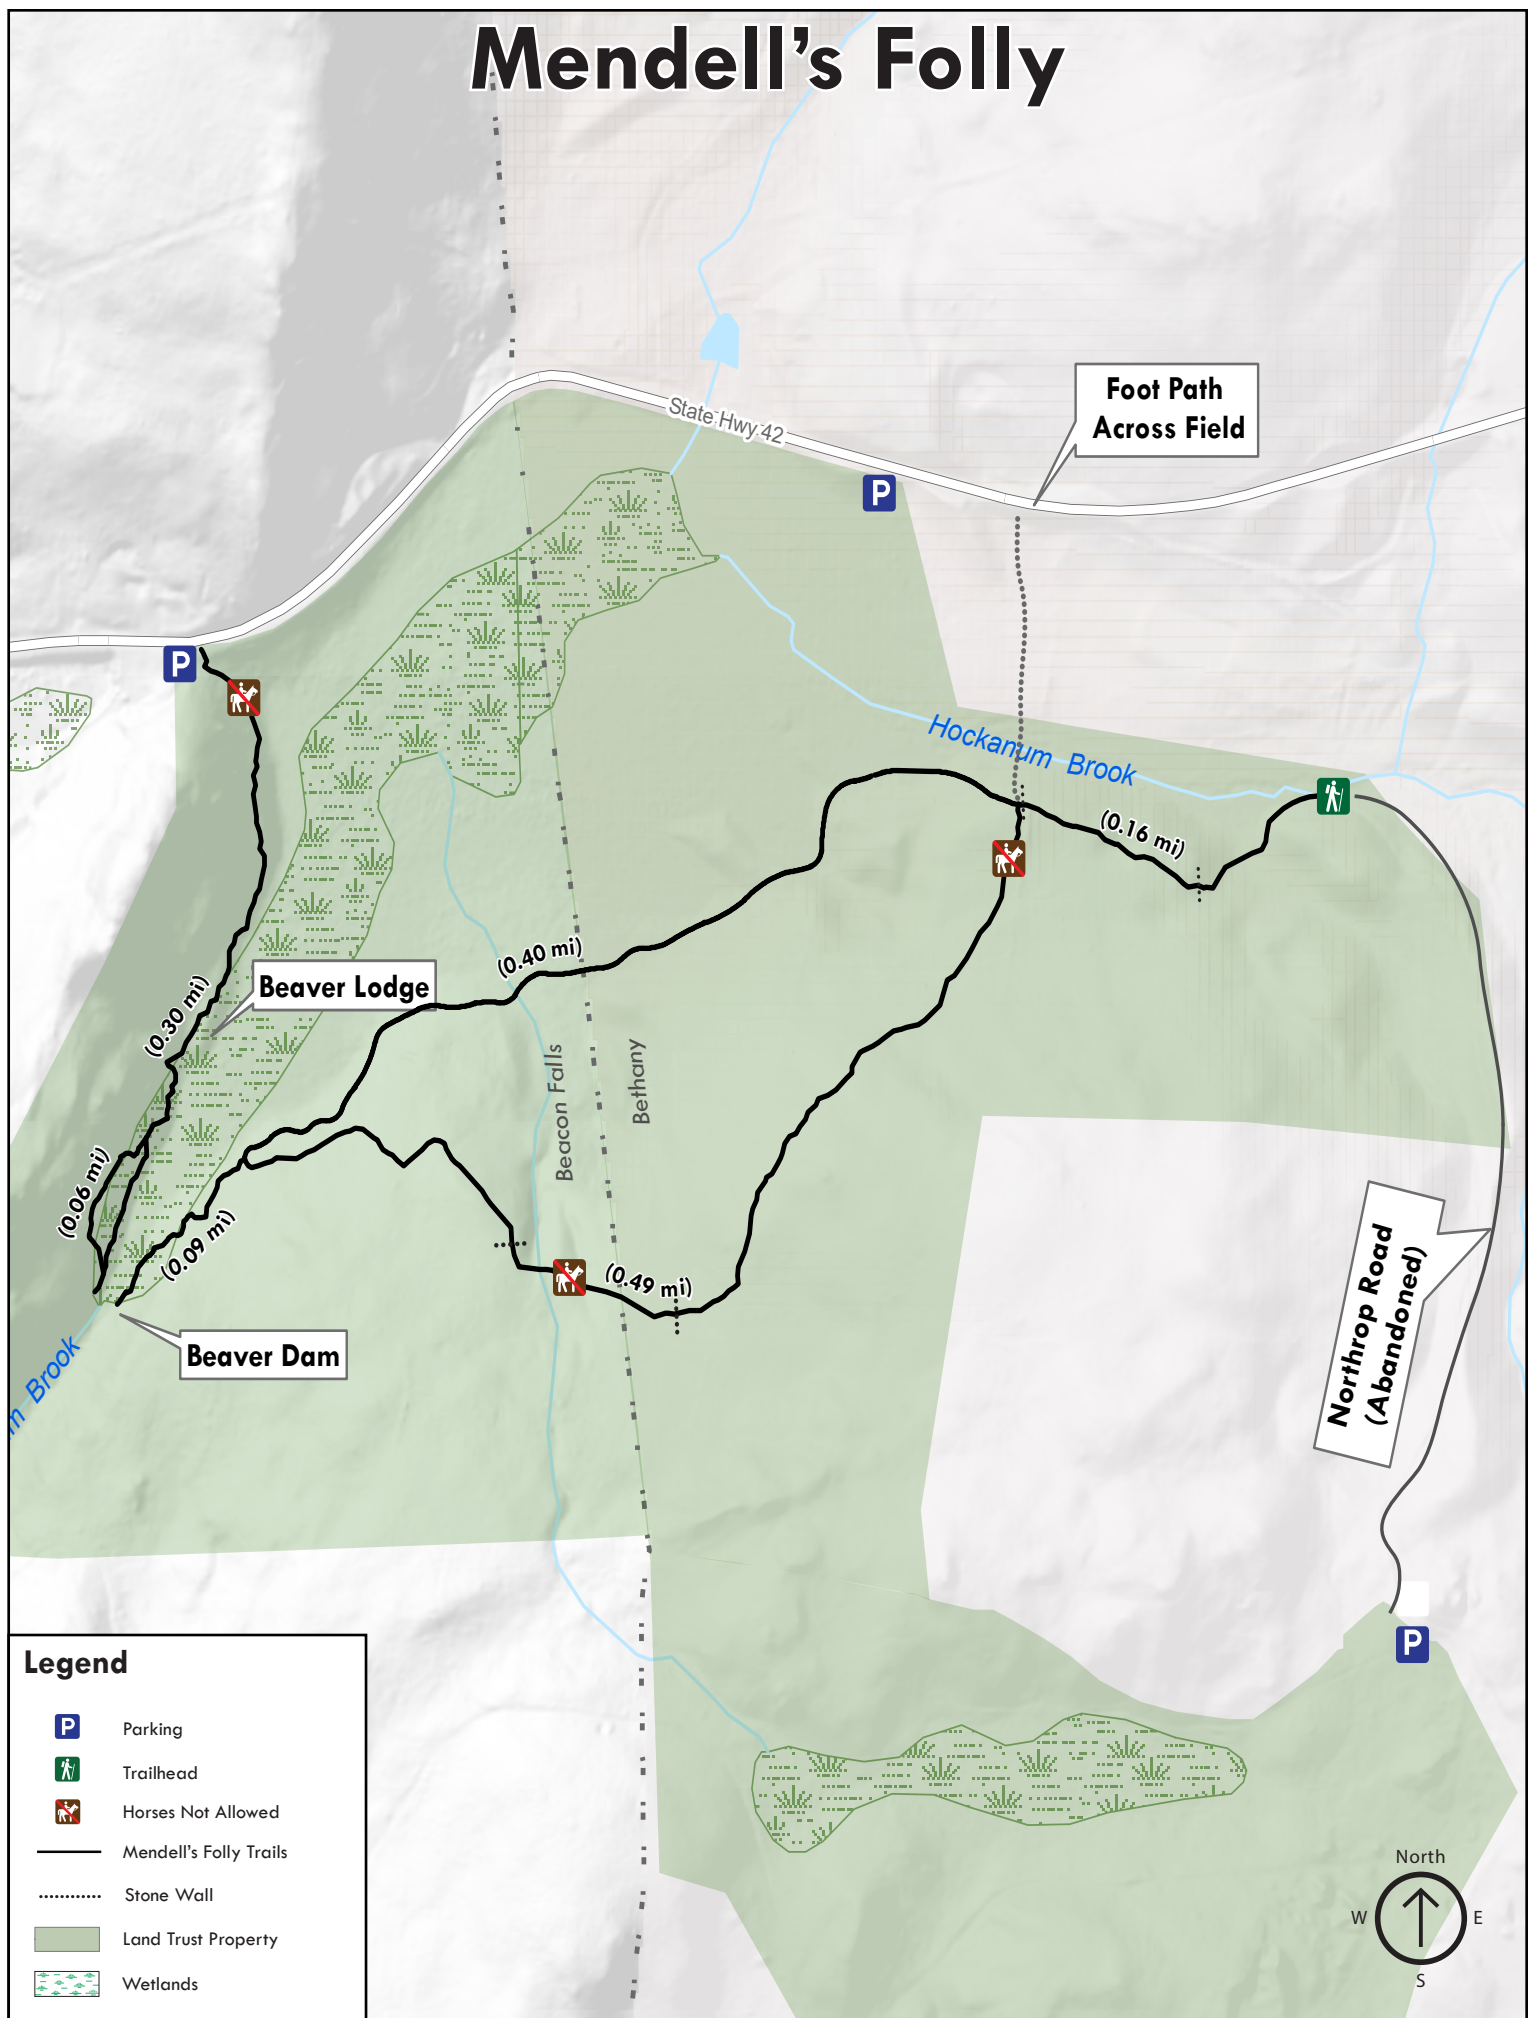 Mendell's Folly
Foot Path
Across Field
State Hwy 42
P
P
Hockanum Brook
(0.16 mi)
(0.40 mi)
Beaver Lodge
(0.30 mi)
Beacon Falls
Bethany
(0.06 mi)
(0.09 mi)
(0.49 mi)
Northrop Road
(Abandoned)
Beaver Dam
m Brook
P
Legend
P Parking
Trailhead
Horses Not Allowed
Mendell's Folly Trails
Stone Wall
Land Trust Property
Wetlands
North
W E
S